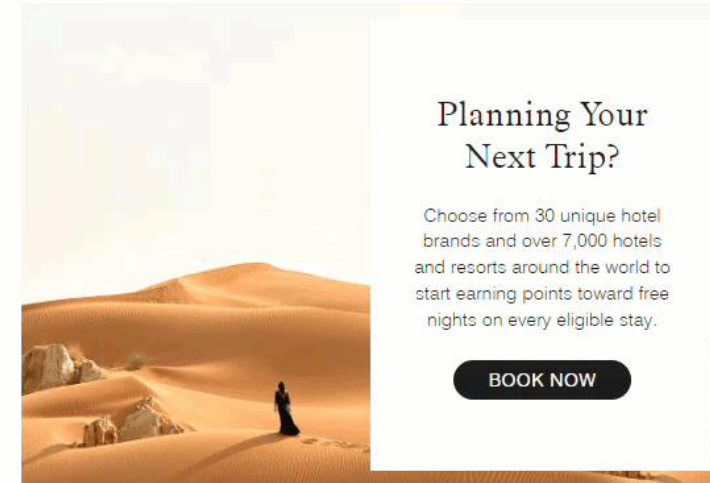 Planning Your
Next Trip?
Choose from 30 unique hotel
brands and over 7,000 hotels
and resorts around the world to
start earning points toward free
nights on every eligible stay.
BOOK NOW